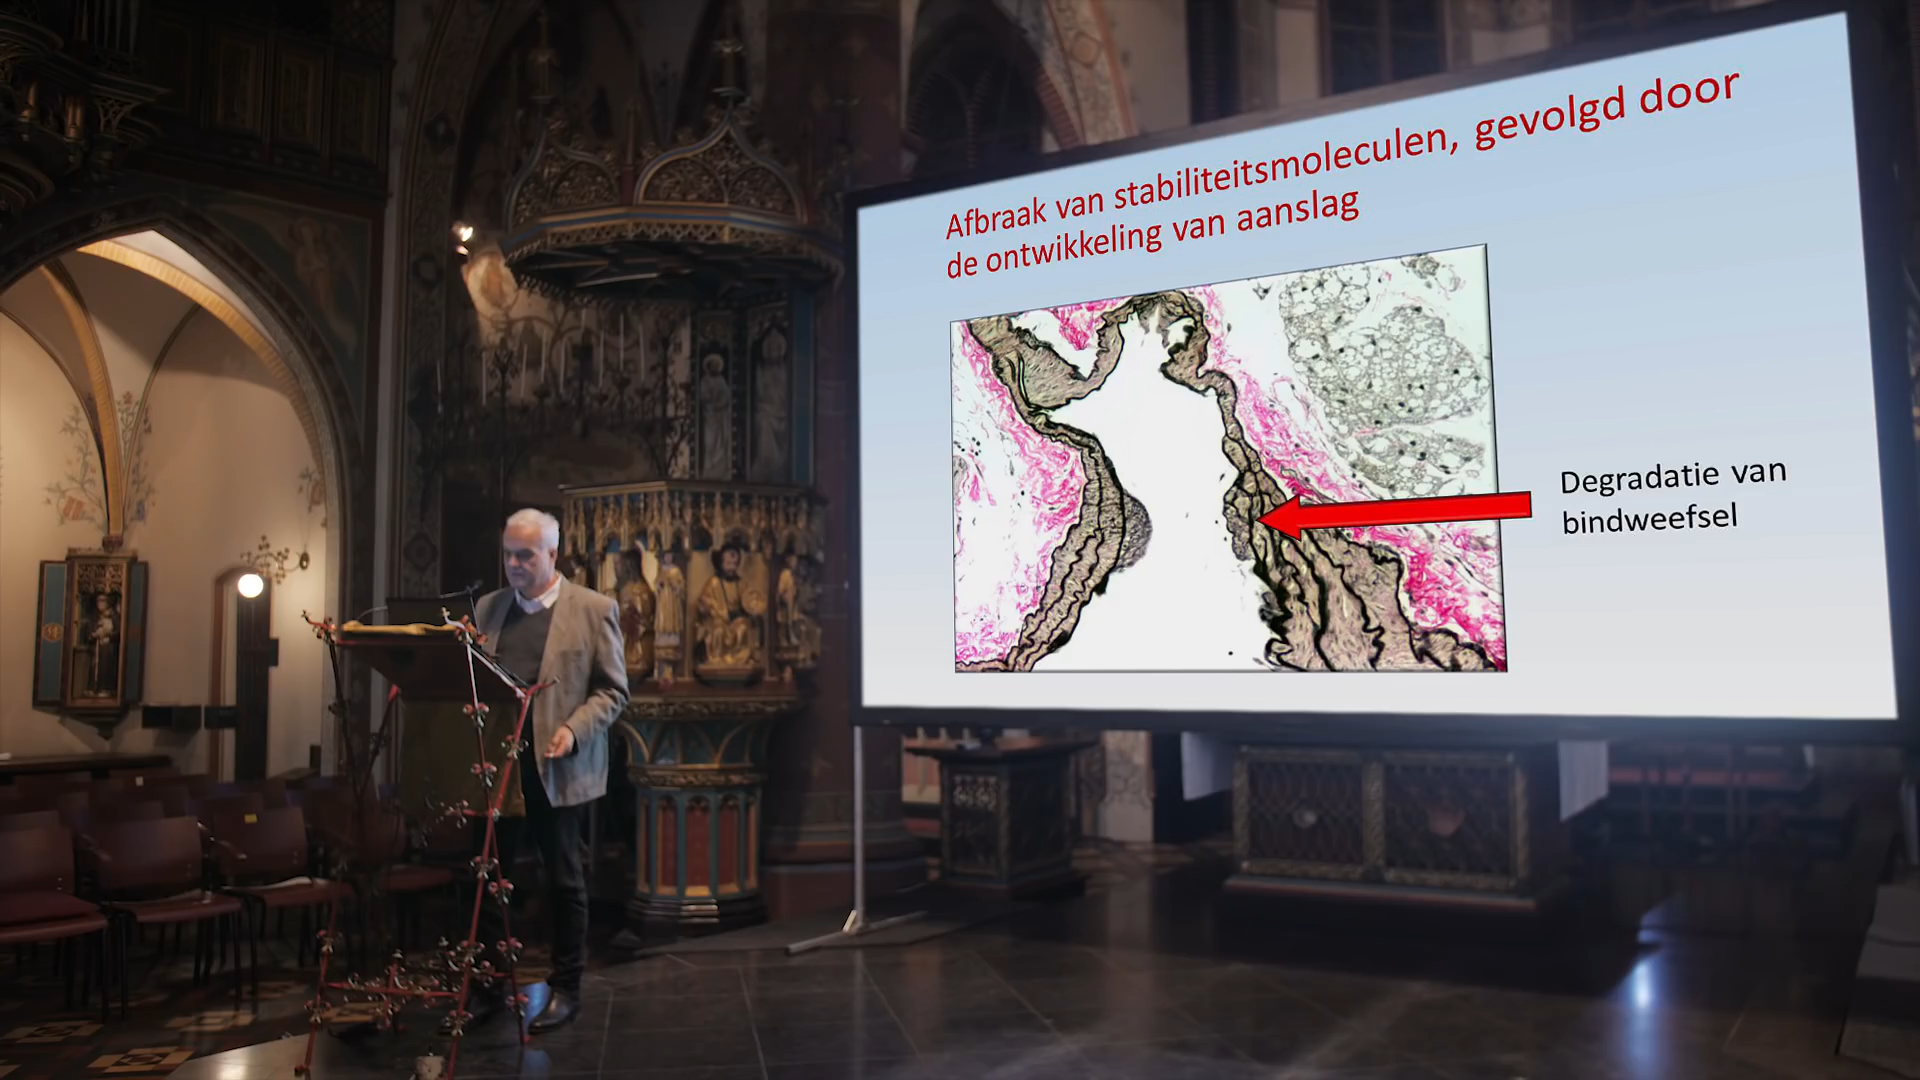 Afbraak van stabiliteitsmoleculen, gevolgd door
de ontwikkeling van aanslag
Degradatie van
bindweefsel